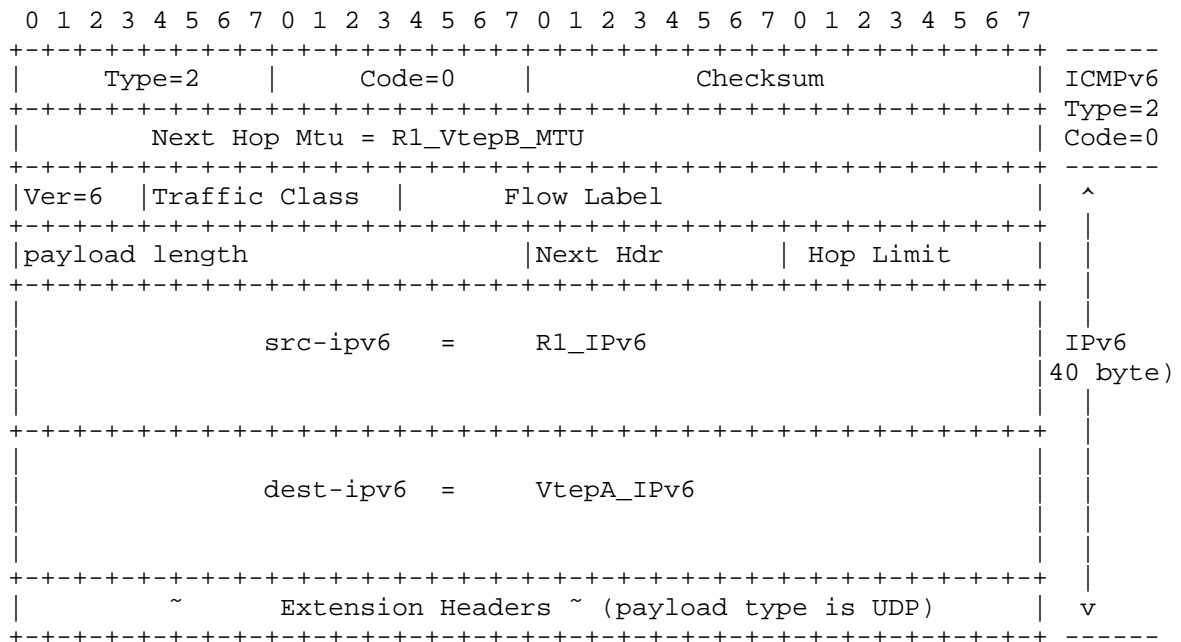 0 1 2 3 4 5 6 7 0 1 2 3 4 5 6 7 0 1 2 3 4 5 6 7 0 1 2 3 4 5 6 7
+-+-+-+-+-+-+-+-+-+-+-+-+-+-+-+-+-+-+-+-+-+-+-+-+-+-+-+-+-+-+-+-+ ------
| Type=2 | Code=0 | Checksum | ICMPv6
+-+-+-+-+-+-+-+-+-+-+-+-+-+-+-+-+-+-+-+-+-+-+-+-+-+-+-+-+-+-+-+-+ Type=2
| Next Hop Mtu = R1_VtepB_MTU | Code=0
+-+-+-+-+-+-+-+-+-+-+-+-+-+-+-+-+-+-+-+-+-+-+-+-+-+-+-+-+-+-+-+-+ ------
|Ver=6 |Traffic Class | Flow Label | ^
+-+-+-+-+-+-+-+-+-+-+-+-+-+-+-+-+-+-+-+-+-+-+-+-+-+-+-+-+-+-+-+-+ |
|payload length |Next Hdr | Hop Limit | |
+-+-+-+-+-+-+-+-+-+-+-+-+-+-+-+-+-+-+-+-+-+-+-+-+-+-+-+-+-+-+-+-+ |
| | |
| src-ipv6 = R1_IPv6 | IPv6
| |40 byte)
| | |
+-+-+-+-+-+-+-+-+-+-+-+-+-+-+-+-+-+-+-+-+-+-+-+-+-+-+-+-+-+-+-+-+ |
| | |
| dest-ipv6 = VtepA_IPv6 | |
| | |
| | |
+-+-+-+-+-+-+-+-+-+-+-+-+-+-+-+-+-+-+-+-+-+-+-+-+-+-+-+-+-+-+-+-+ |
| ~ Extension Headers ~ (payload type is UDP) | v
+-+-+-+-+-+-+-+-+-+-+-+-+-+-+-+-+-+-+-+-+-+-+-+-+-+-+-+-+-+-+-+-+ ------